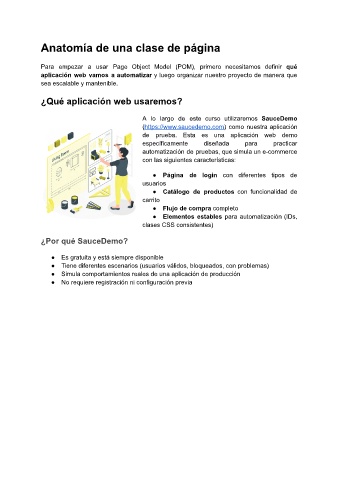 Anatomía de una clase de página
Para empezar a usar Page Object Model (POM), primero necesitamos definir qué
aplicación web vamos a automatizar y luego organizar nuestro proyecto de manera que
sea escalable y mantenible.
¿Qué aplicación web usaremos?
A lo largo de este curso utilizaremos SauceDemo
(https://www.saucedemo.com) como nuestra aplicación
de prueba. Esta es una aplicación web demo
específicamente diseñada para practicar
automatización de pruebas, que simula un e-commerce
con las siguientes características:
● Página de login con diferentes tipos de
usuarios
● Catálogo de productos con funcionalidad de
carrito
● Flujo de compra completo
● Elementos estables para automatización (IDs,
clases CSS consistentes)
¿Por qué SauceDemo?
● Es gratuita y está siempre disponible
● Tiene diferentes escenarios (usuarios válidos, bloqueados, con problemas)
● Simula comportamientos reales de una aplicación de producción
● No requiere registración ni configuración previa